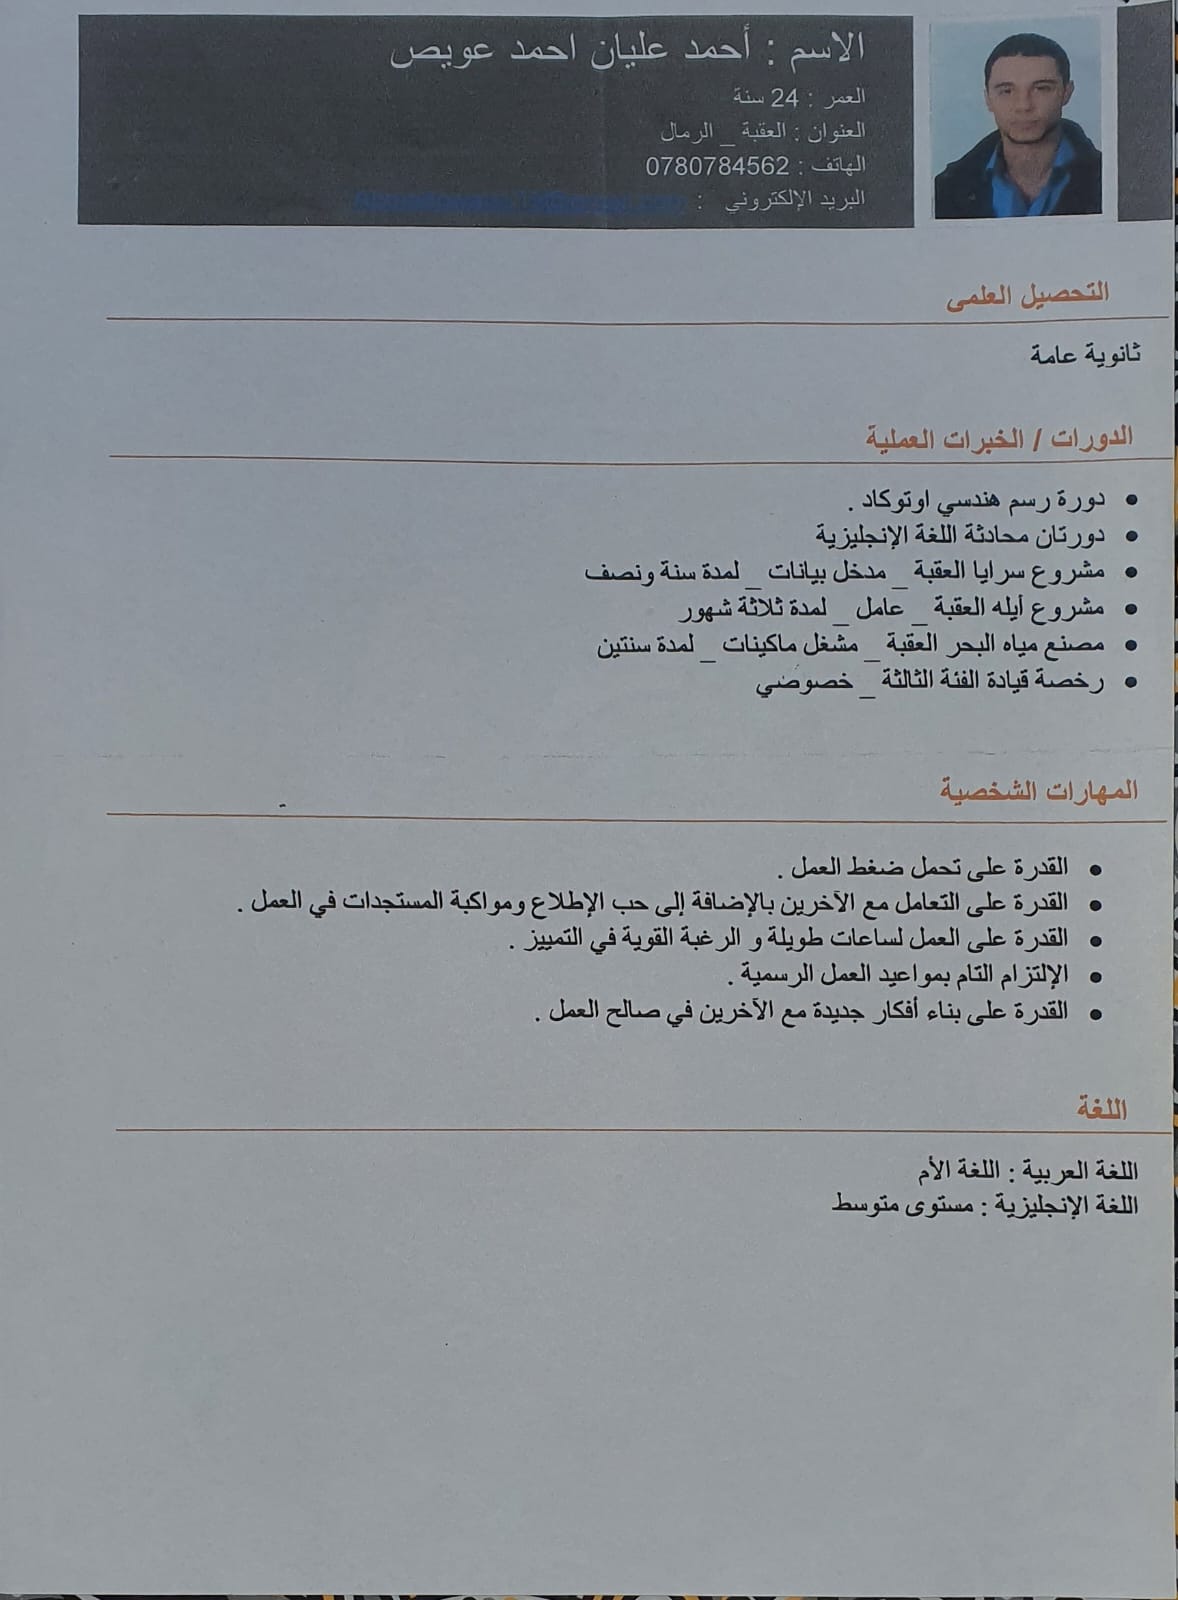 الاسم : أحمد عليان احمد عويص
العمر : 24 سنة
العنوان : العقبة _ الرمال
الهاتف : 0780784562
البريد الإلكتروني :
التحصيل العلمى
ثانوية عامة
الدورات / الخبرات العملية
• دورة رسم هندسي اوتوكاد .
• دورتان محادثة اللغة الإنجليزية
• مشروع سرايا العقبة _ مدخل بيانات _ لمدة سنة ونصف
• مشروع أيله العقبة _ عامل _ لمدة ثلاثة شهور
• مصنع مياه البحر العقبة _ مشغل ماكينات _ لمدة سنتين
• رخصة قيادة الفئة الثالثة _ خصوصي
المهارات الشخصية
• القدرة على تحمل ضغط العمل .
• القدرة على التعامل مع الآخرين بالإضافة إلى حب الإطلاع ومواكبة المستجدات في العمل .
• القدرة على العمل لساعات طويلة و الرغبة القوية في التمييز .
• الإلتزام التام بمواعيد العمل الرسمية .
• القدرة على بناء أفكار جديدة مع الآخرين في صالح العمل .
اللغة
اللغة العربية : اللغة الأم
اللغة الإنجليزية : مستوى متوسط